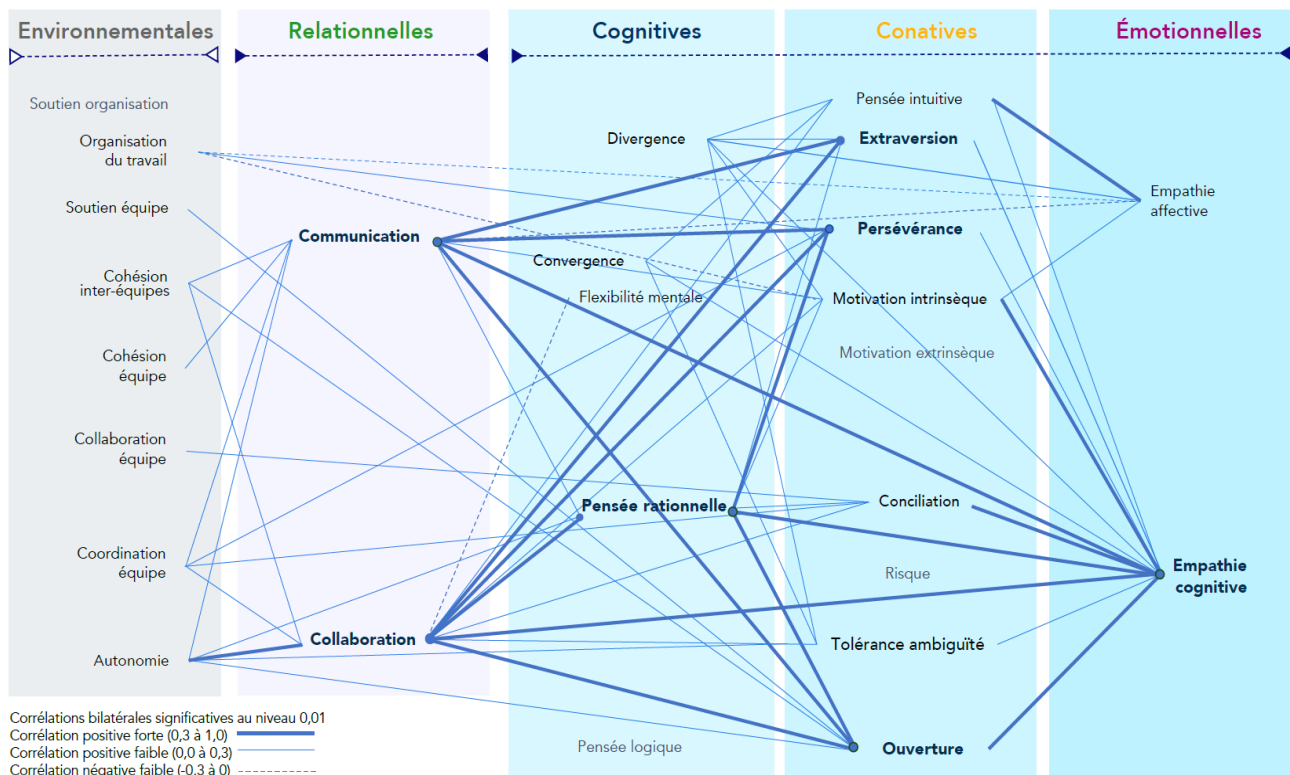 Environnementales
Relationnelles
Cognitives
Conatives
Émotionnelles
Soutien organisation
Organisation
du travail
Soutien équipe
Cohésion
inter-équipes
Cohésion
équipe
Collaboration
équipe
Coordination
équipe
Autonomie
Communication
Collaboration
Divergence
Convergence
Flexibilité mentale
Pensée rationnelle
Pensée logique
Pensée intuitive
Extraversion
Persévérance
Motivation intrinsèque
Motivation extrinsèque
Conciliation
Risque
Tolérance ambiguïté
Ouverture
Empathie
affective
Empathie
cognitive
Corrélations bilatérales significatives au niveau 0,01
Corrélation positive forte (0,3 à 1,0)
Corrélation positive faible (0,0 à 0,3)
Corrélation négative faible (-0,3 à 0)